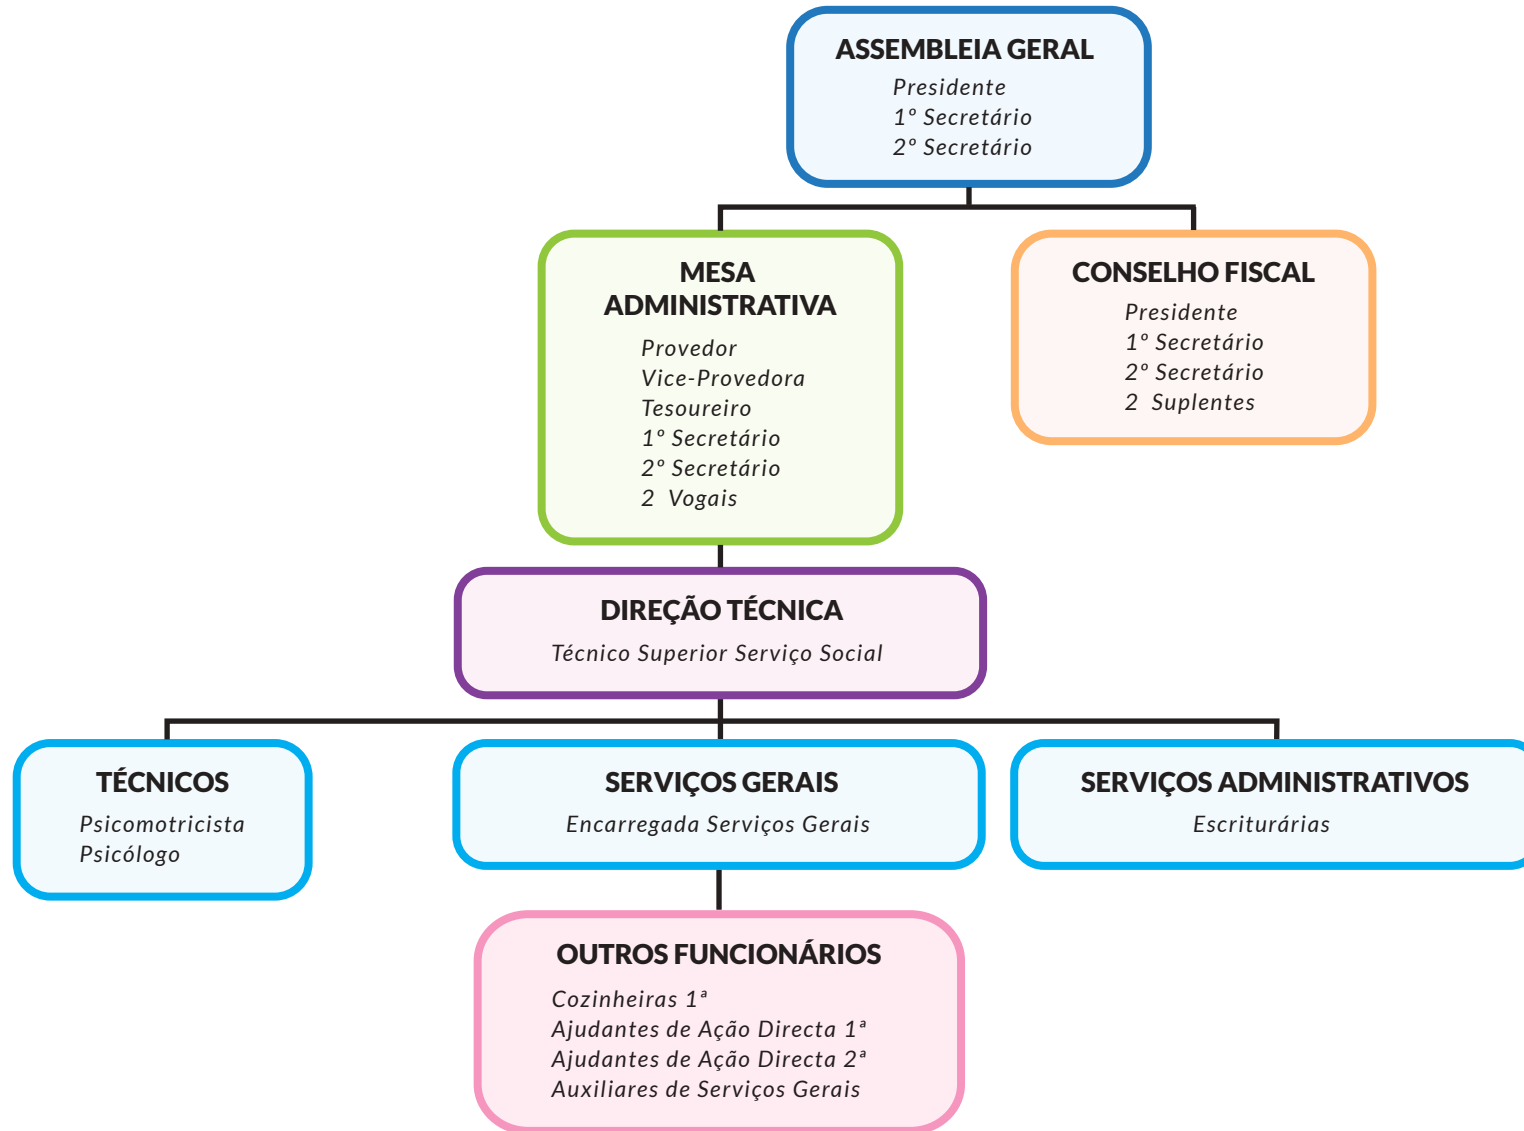 ASSEMBLEIA GERAL
Presidente
1º Secretário
2º Secretário
MESA
ADMINISTRATIVA
Provedor
Vice-Provedora
Tesoureiro
1º Secretário
2º Secretário
2 Vogais
CONSELHO FISCAL
Presidente
1º Secretário
2º Secretário
2 Suplentes
DIREÇÃO TÉCNICA
Técnico Superior Serviço Social
TÉCNICOS
Psicomotricista
Psicólogo
SERVIÇOS GERAIS
Encarregada Serviços Gerais
SERVIÇOS ADMINISTRATIVOS
Escriturárias
OUTROS FUNCIONÁRIOS
Cozinheiras 1ª
Ajudantes de Ação Directa 1ª
Ajudantes de Ação Directa 2ª
Auxiliares de Serviços Gerais